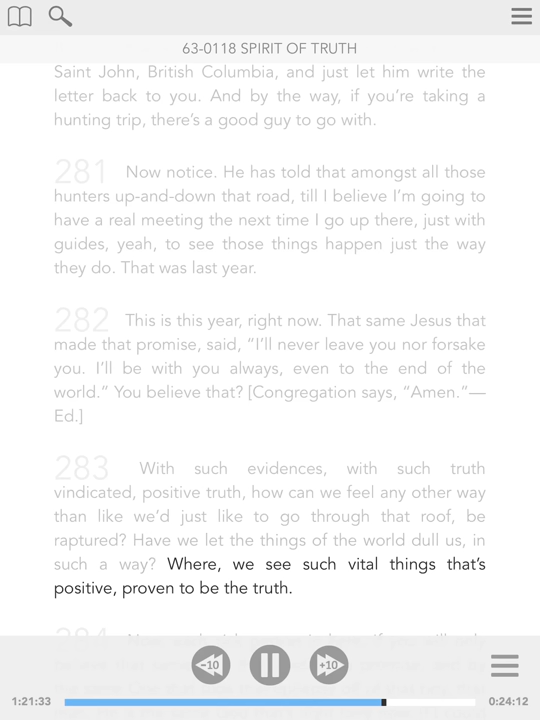 63-0118 SPIRIT OF TRUTH
Saint John, British Columbia, and just let him write the
letter back to you. And by the way, if you’re taking a
hunting trip, there’s a good guy to go with.
281 Now notice. He has told that amongst all those
hunters up-and-down that road, till I believe I’m going to
have a real meeting the next time I go up there, just with
guides, yeah, to see those things happen just the way
they do. That was last year.
282 This is this year, right now. That same Jesus that
made that promise, said, “I’ll never leave you nor forsake
you. I’ll be with you always, even to the end of the
world.” You believe that? [Congregation says, “Amen.”—
Ed.]
283 With such evidences, with such truth
vindicated, positive truth, how can we feel any other way
than like we’d just like to go through that roof, be
raptured? Have we let the things of the world dull us, in
such a way? Where, we see such vital things that’s
positive, proven to be the truth.
284
-10
+10
1:21:33
0:24:12